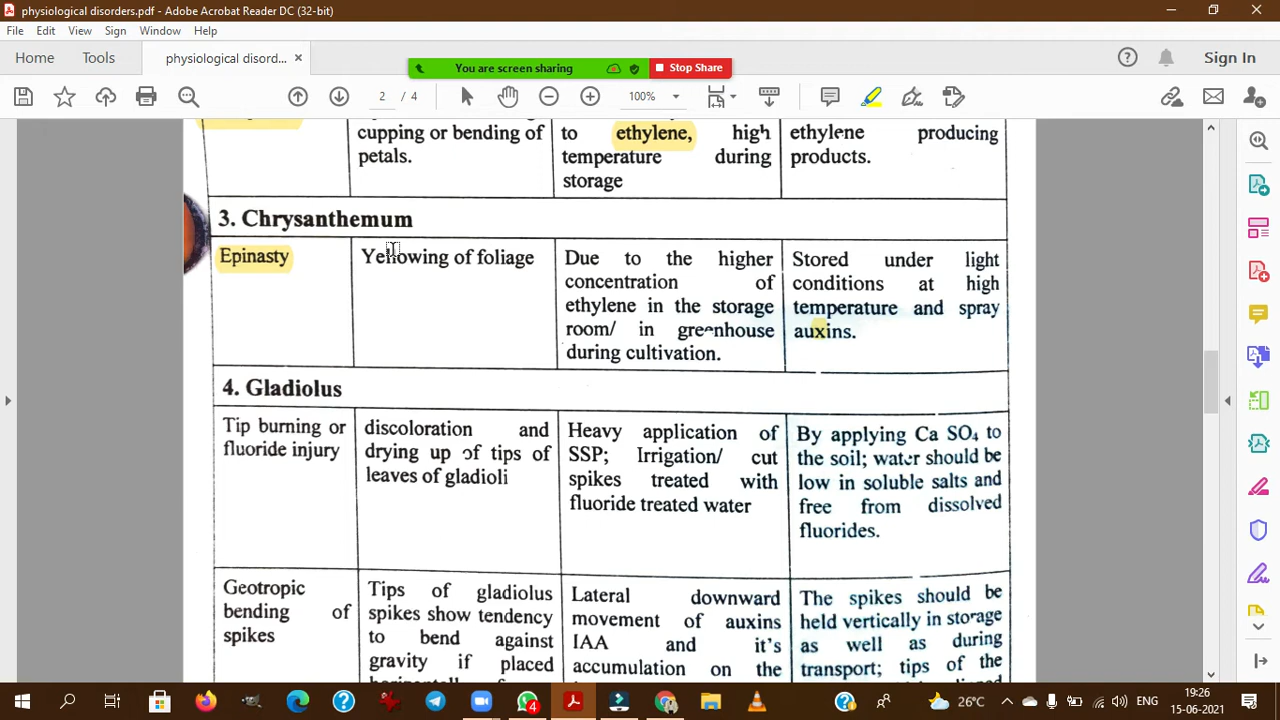 physiological disorders.pdf - Adobe Acrobat Reader DC (32-bit)
File Edit View Sign Window Help
Home Tools physiological disord... × Sign In
You are screen sharing Stop Share
2 / 4 100%
cupping or bending of petals.
to ethylene, high temperature during storage
ethylene producing products.
3. Chrysanthemum
Epinasty
Yellowing of foliage
Due to the higher
concentration of
ethylene in the storage
room/ in greenhouse
during cultivation.
Stored under light
conditions at high
temperature and spray
auxins.
4. Gladiolus
Tip burning or
fluoride injury
discoloration and
drying up of tips of
leaves of gladioli
Heavy application of
SSP; Irrigation/ cut
spikes treated with
fluoride treated water
By applying Ca SO₄ to
the soil; water should be
low in soluble salts and
free from dissolved
fluorides.
Geotropic
bending of
spikes
Tips of gladiolus
spikes show tendency
to bend against
gravity if placed
Lateral downward
movement of auxins
IAA and it's
accumulation on the
The spikes should be
held vertically in storage
as well as during
transport; tips of the
26°C ENG 19:26
15-06-2021